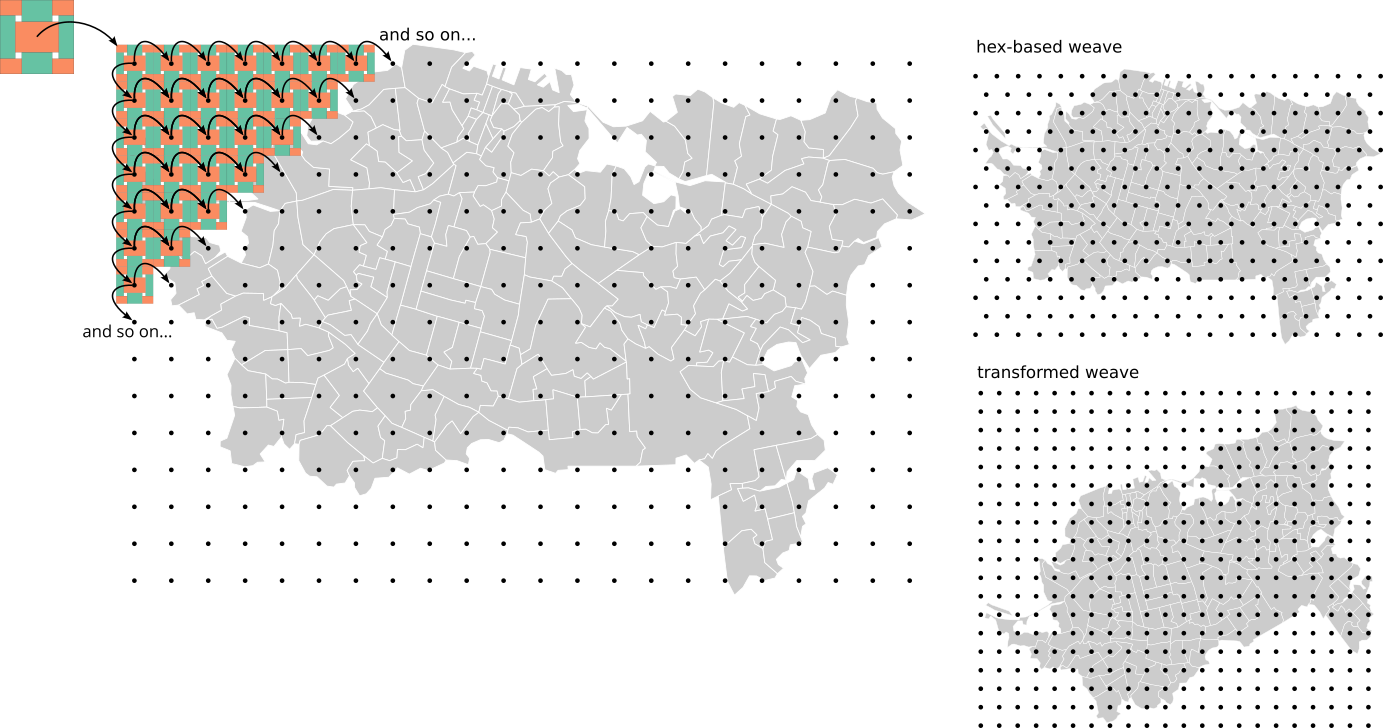 and so on...
and so on...
hex-based weave
transformed weave